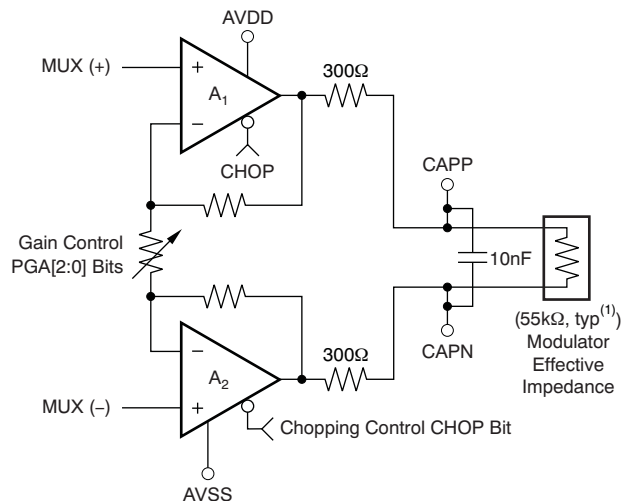 AVDD
MUX (+)
+
A1
−
CHOP
300Ω
CAPP
Gain Control
PGA[2:0] Bits
10nF
(55kΩ, typ(1))
Modulator
Effective
Impedance
CAPN
−
A2
+
300Ω
MUX (−)
Chopping Control CHOP Bit
AVSS